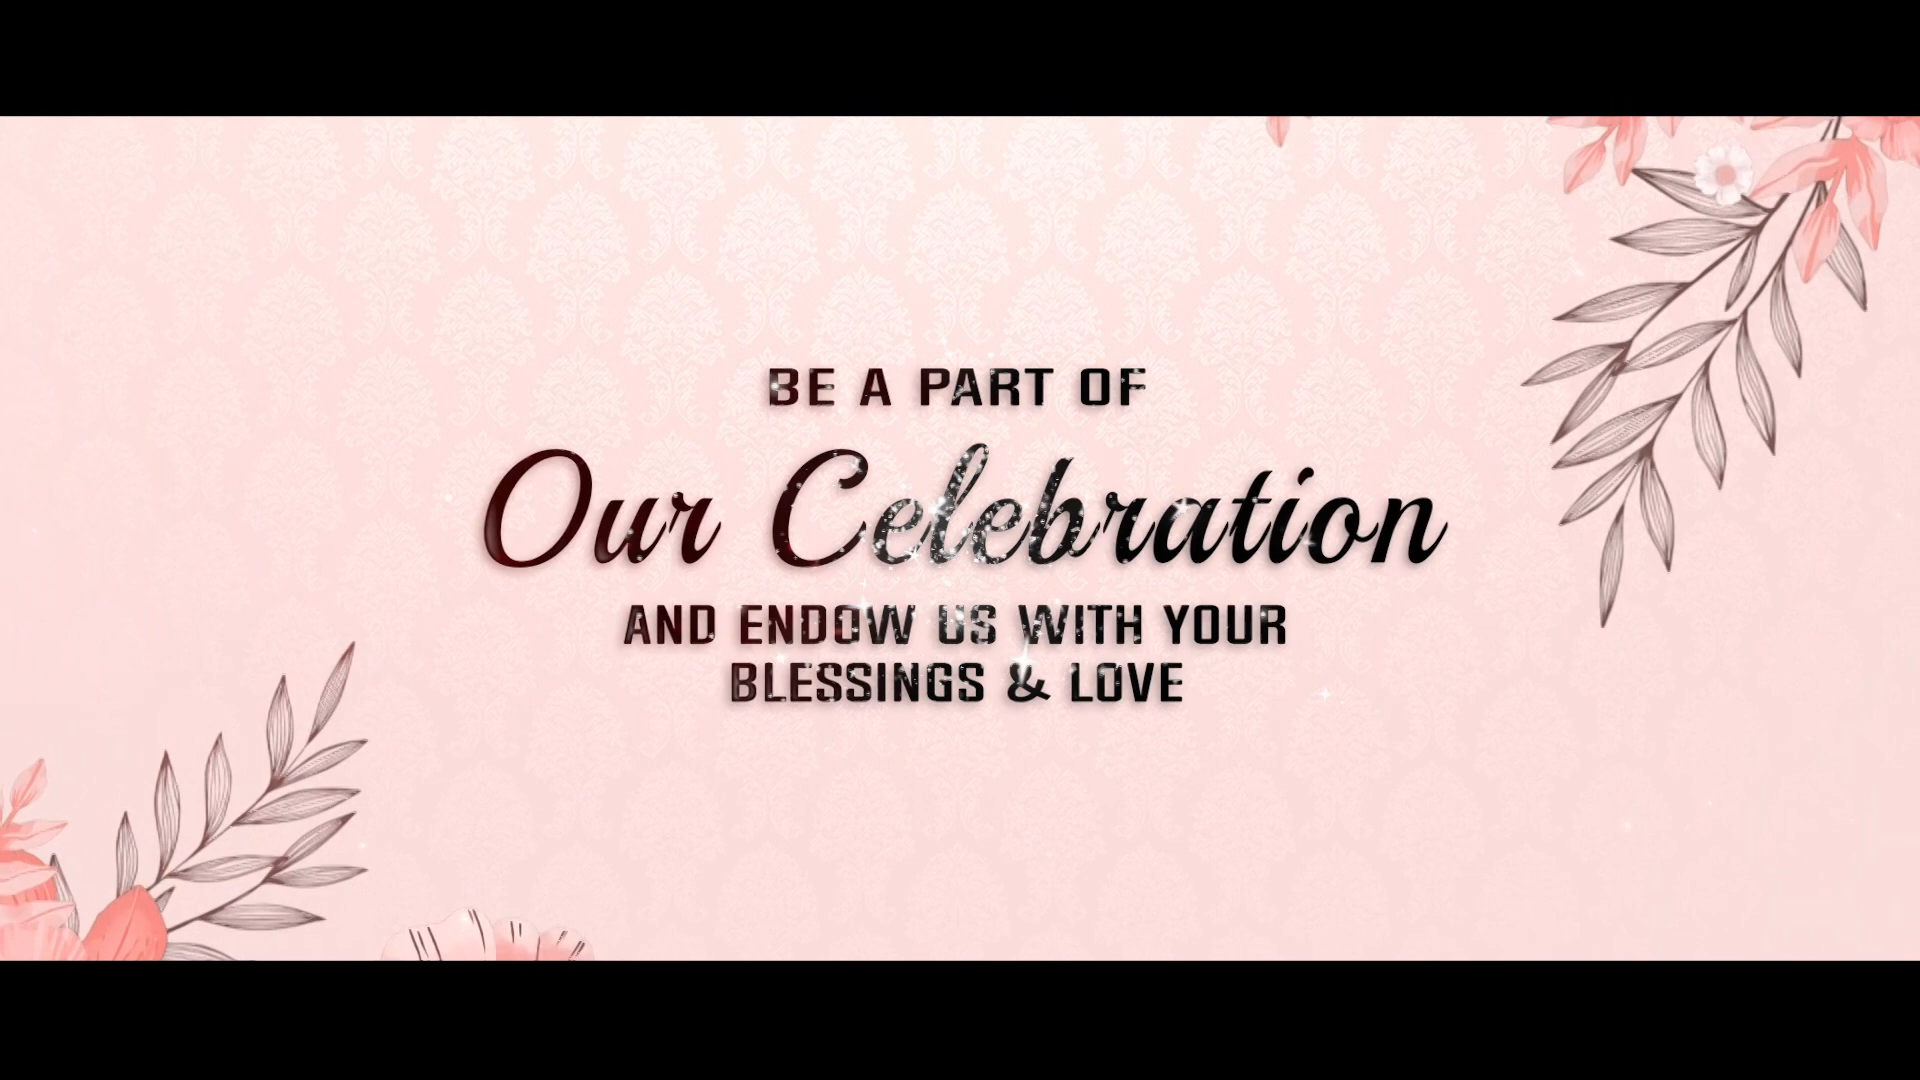 BE A PART OF
Our Celebration
AND ENDOW US WITH YOUR
BLESSINGS & LOVE